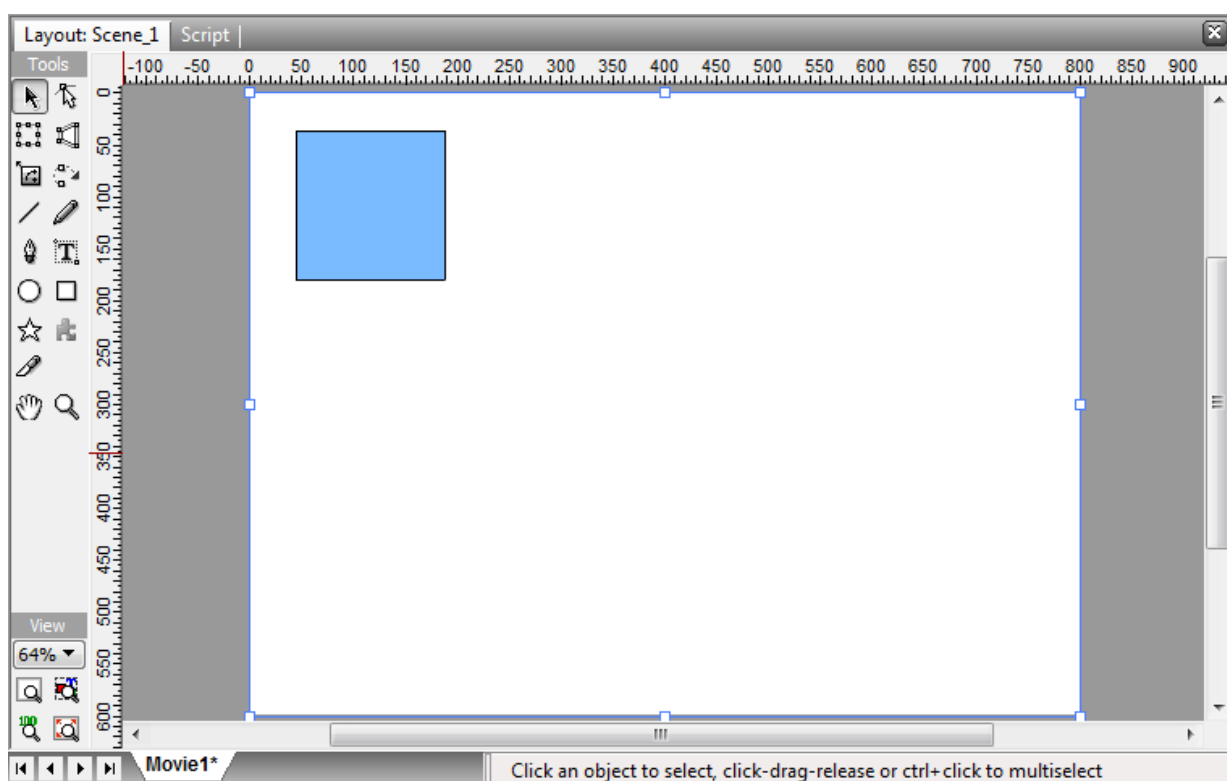 Layout: Scene_1 Script
Tools
-100 -50 0 50 100 150 200 250 300 350 400 450 500 550 600 650 700 750 800 850 900
0
50
100
150
200
250
300
350
400
450
500
550
600
View
64%
100
Movie1*
Click an object to select, click-drag-release or ctrl+click to multiselect